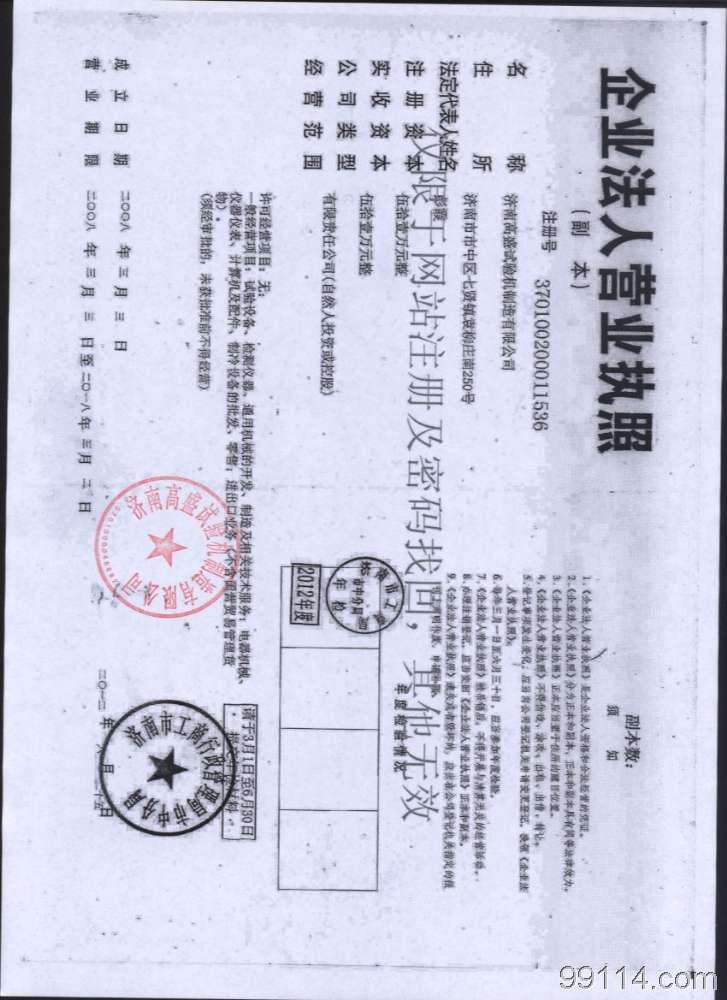 企业法人营业执照
（副 本）
注册号 370100200011536
名 称 济南高盛试验机制造有限公司
住 所 济南市市中区七贤镇袁柳庄南250号
法定代表人姓名
注 册 资 本 伍拾壹万元整
实 收 资 本 伍拾壹万元整
公 司 类 型 有限责任公司(自然人投资或控股)
经 营 范 围 许可经营项目：无；
一般经营项目：试验设备、检测仪器、通用机械的开发、制造及相关技术服务；电器机械、
仪器仪表、计算机及配件、制冷设备的批发、零售；进出口业务（不含国营贸易管理货
物）。
(须经审批的，未获批准前不得经营)
成 立 日 期 二〇〇八 年 三 月 三 日
营 业 期 限 二〇〇八 年 三 月 三 日 至 二〇一八 年 三 月 二 日
仅限于网站注册及密码找回，其他无效
副本数：
须 知
1.《企业法人营业执照》是企业法人资格和合法经营的凭证。
2.《企业法人营业执照》分为正本和副本，正本和副本具有同等法律效力。
3.《企业法人营业执照》正本应当置于住所的醒目位置。
4.《企业法人营业执照》不得伪造、涂改、出租、出借、转让。
5.登记事项发生变化，应当向公司登记机关申请变更登记，换领《企业法
人营业执照》。
6.每年三月一日至六月三十日，应当参加年度检验。
7.《企业法人营业执照》被吊销后，不得开展与清算无关的经营活动。
8.办理注销登记，应当交回《企业法人营业执照》正本和副本。
9.《企业法人营业执照》遗失或者毁坏的，应当在公司登记机关指定的报
刊上声明作废，申请补领。
年度检验情况
市中分局
年 检
2012年度
请于3月1日至6月30日
济南高盛试验机制造有限公司
济南市工商行政管理局市中分局
二〇一二年 月 日
99114.com